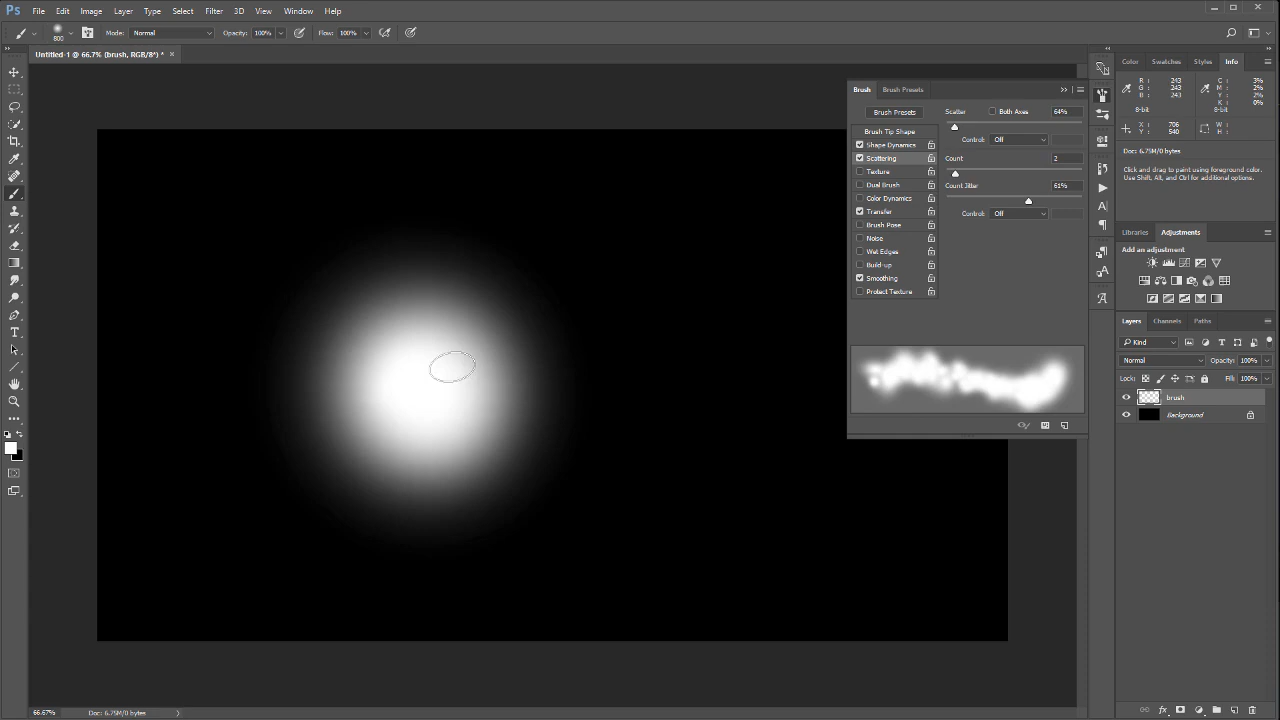 Ps File Edit Image Layer Type Select Filter 3D View Window Help
800 Mode: Normal Opacity: 100% Flow: 100%
Untitled-1 @ 66.7% (brush, RGB/8*) * ×
Brush Brush Presets
Brush Presets
Brush Tip Shape
Shape Dynamics
Scattering
Texture
Dual Brush
Color Dynamics
Transfer
Brush Pose
Noise
Wet Edges
Build-up
Smoothing
Protect Texture
Scatter Both Axes 64%
Control: Off
Count 2
Count Jitter 61%
Control: Off
Color Swatches Styles Info
R : 243 C : 3%
G : 243 M : 2%
B : 243 Y : 2%
K : 0%
8-bit 8-bit
X : 706 W :
Y : 540 H :
Doc: 6.75M/0 bytes
Click and drag to paint using foreground color.
Use Shift, Alt, and Ctrl for additional options.
Libraries Adjustments
Add an adjustment
Layers Channels Paths
Kind
Normal Opacity: 100%
Lock: Fill: 100%
brush
Background
66.67% Doc: 6.75M/0 bytes